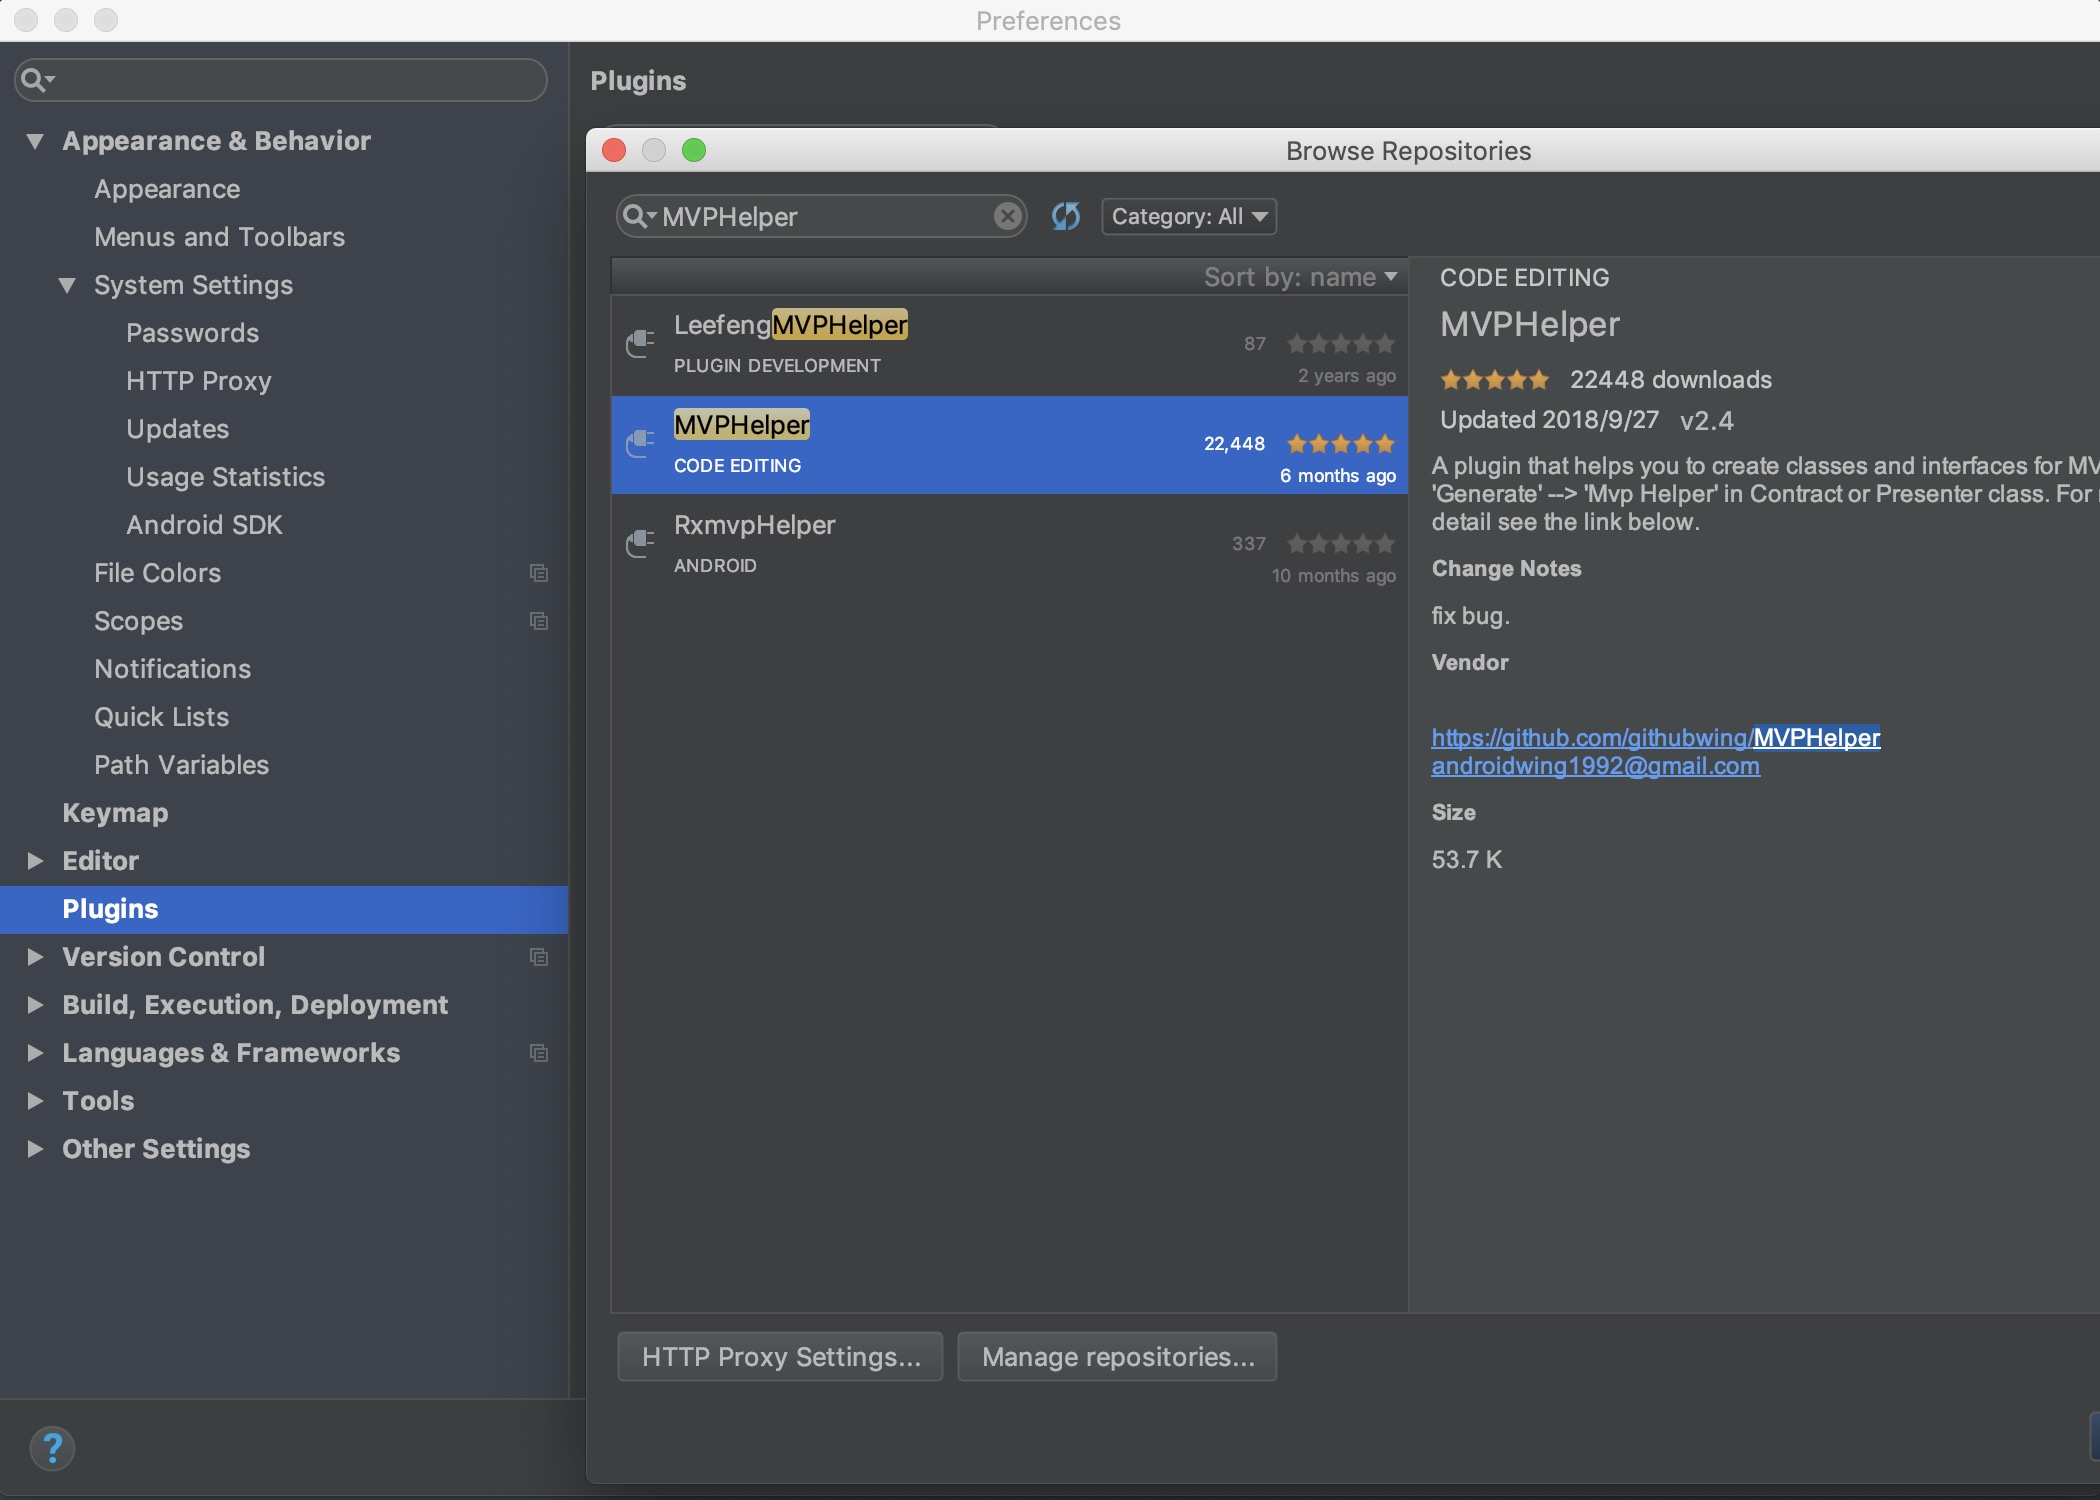 Preferences
Appearance & Behavior
Appearance
Menus and Toolbars
System Settings
Passwords
HTTP Proxy
Updates
Usage Statistics
Android SDK
File Colors
Scopes
Notifications
Quick Lists
Path Variables
Keymap
Editor
Plugins
Version Control
Build, Execution, Deployment
Languages & Frameworks
Tools
Other Settings
?
Plugins
Browse Repositories
MVPHelper
Category: All
Sort by: name
LeefengMVPHelper
87
PLUGIN DEVELOPMENT
2 years ago
MVPHelper
22,448
CODE EDITING
6 months ago
RxmvpHelper
337
ANDROID
10 months ago
CODE EDITING
MVPHelper
22448 downloads
Updated 2018/9/27 v2.4
A plugin that helps you to create classes and interfaces for MV
'Generate' --> 'Mvp Helper' in Contract or Presenter class. For
detail see the link below.
Change Notes
fix bug.
Vendor
https://github.com/githubwing/MVPHelper
androidwing1992@gmail.com
Size
53.7 K
HTTP Proxy Settings...
Manage repositories...